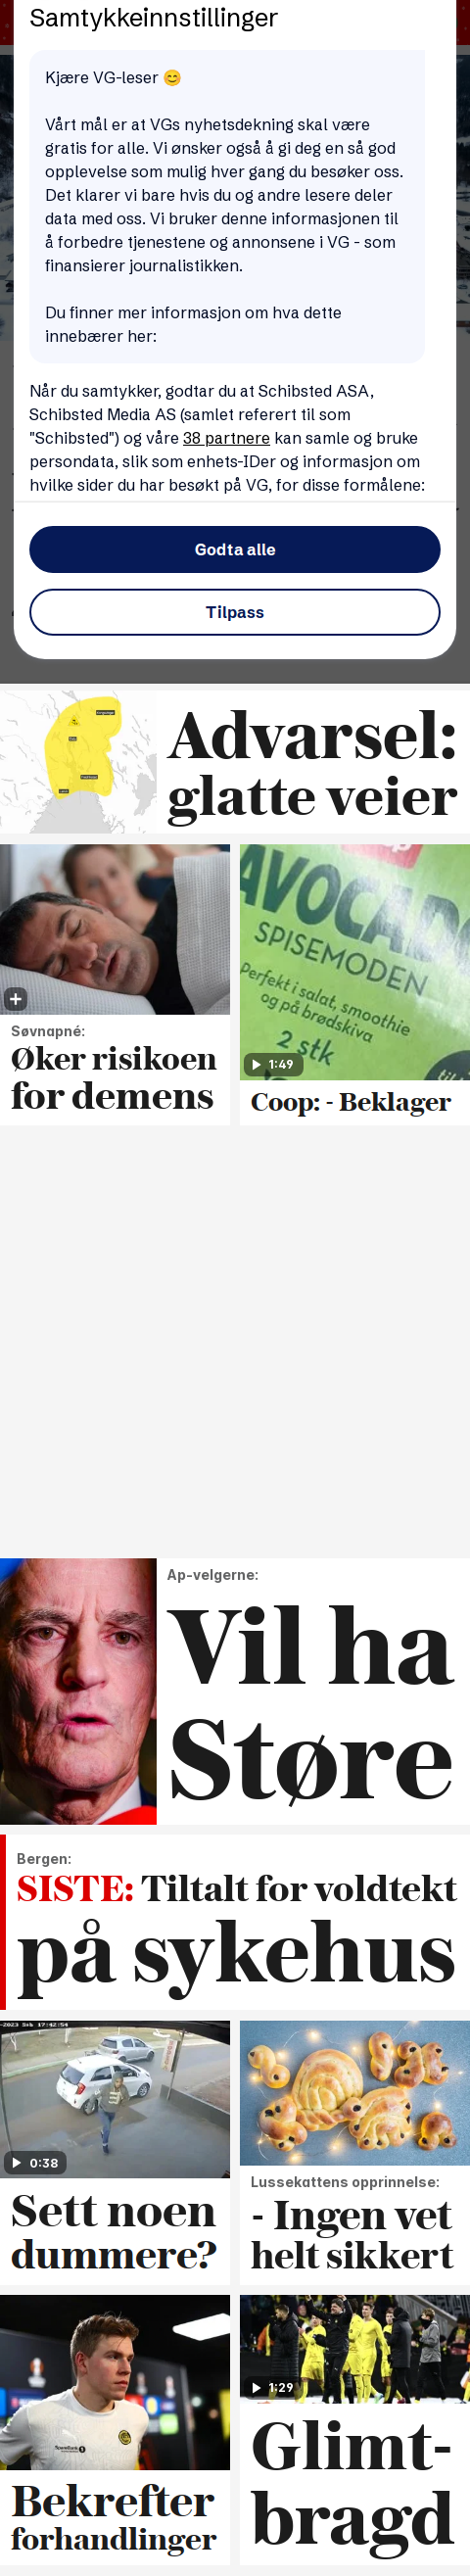 Samtykkeinnstillinger
Kjære VG-leser 😊
Vårt mål er at VGs nyhetsdekning skal være
gratis for alle. Vi ønsker også å gi deg en så god
opplevelse som mulig hver gang du besøker oss.
Det klarer vi bare hvis du og andre lesere deler
data med oss. Vi bruker denne informasjonen til
å forbedre tjenestene og annonsene i VG - som
finansierer journalistikken.
Du finner mer informasjon om hva dette
innebærer her:
Når du samtykker, godtar du at Schibsted ASA,
Schibsted Media AS (samlet referert til som
"Schibsted") og våre 38 partnere kan samle og bruke
persondata, slik som enhets-IDer og informasjon om
hvilke sider du har besøkt på VG, for disse formålene:
Godta alle
Tilpass
Advarsel:
glatte veier
Søvnapné:
Øker risikoen
for demens
AVOCADO
SPISEMODEN
Perfekt i salat, smoothie
og på brødskiva
2 stk
1:49
Coop: - Beklager
Ap-velgerne:
Vil ha
Støre
Bergen:
SISTE: Tiltalt for voldtekt
på sykehus
0:38
Sett noen
dummere?
Lussekattens opprinnelse:
- Ingen vet
helt sikkert
Bekrefter
forhandlinger
1:29
Glimt-
bragd